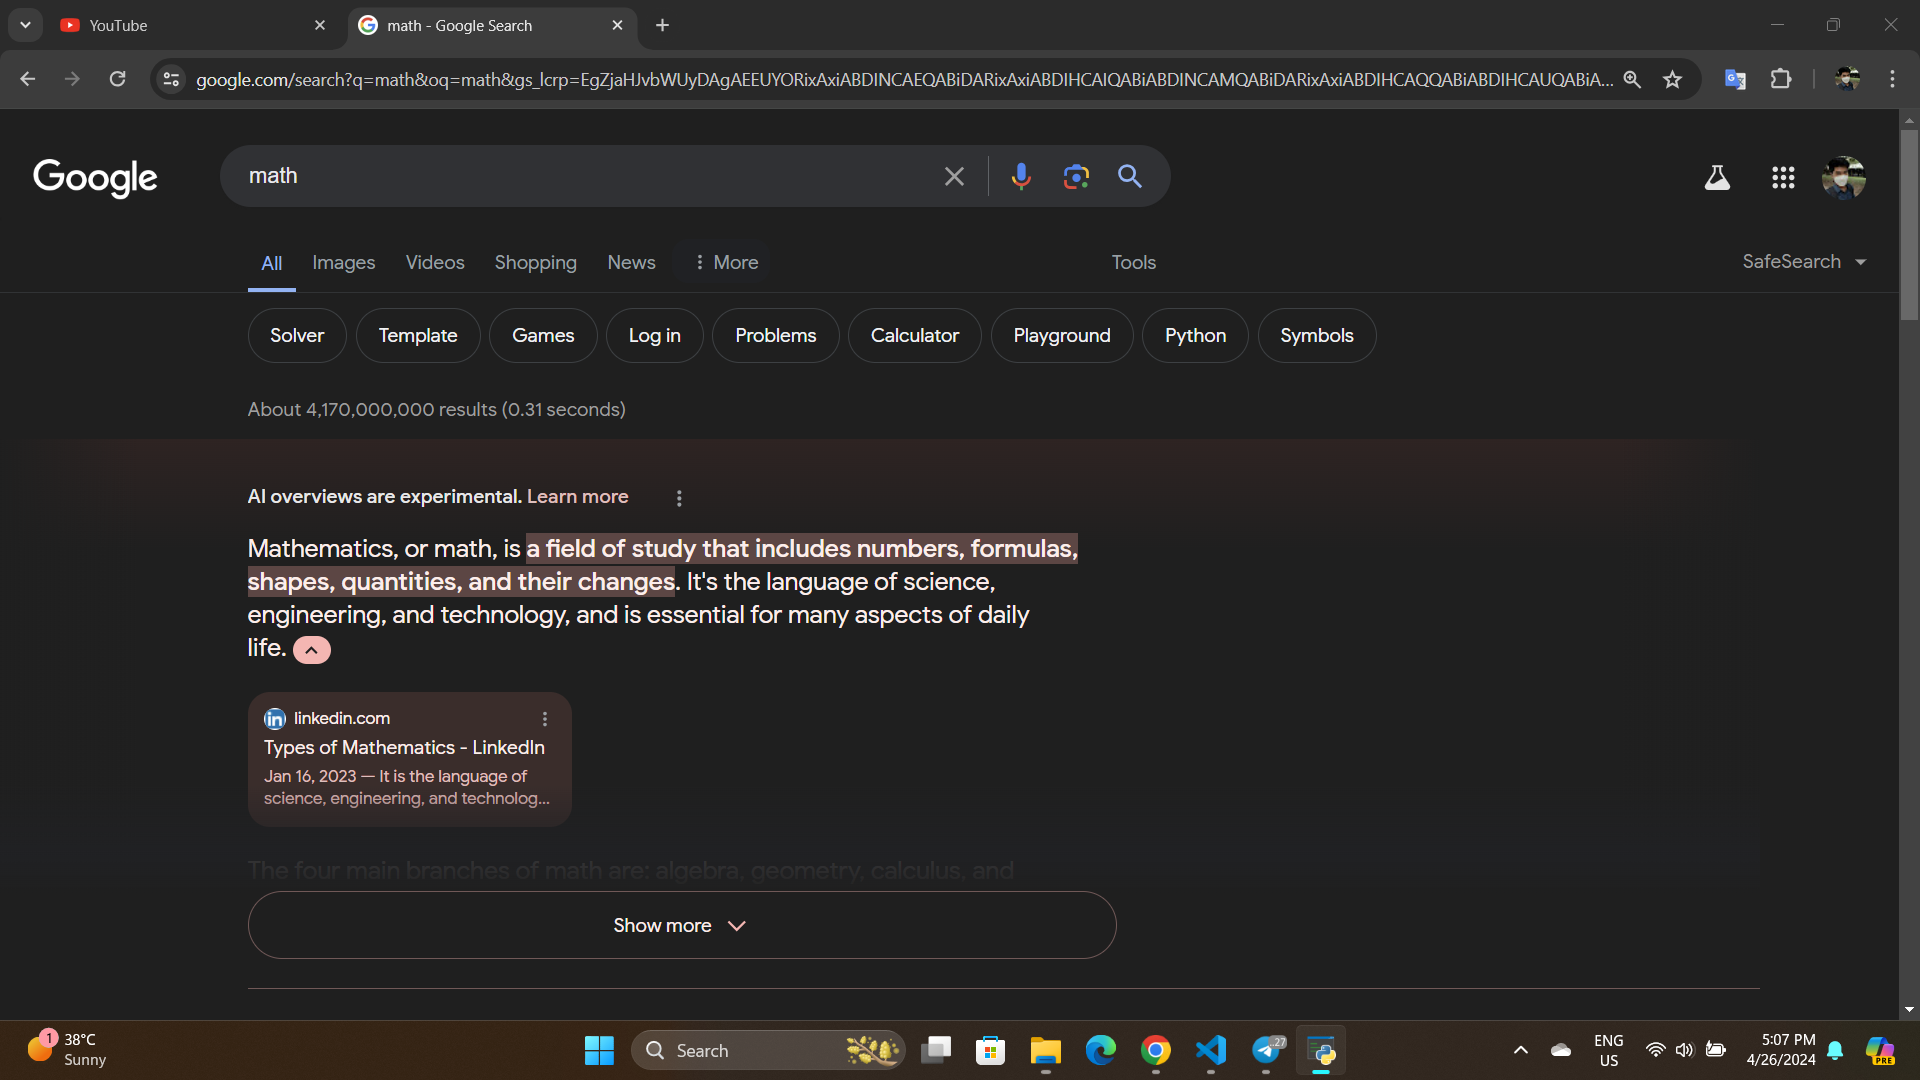 YouTube
math - Google Search
google.com/search?q=math&oq=math&gs_lcrp=EgZjaHJvbWUyDAgAEEUYORixAxiABDINCAEQABiDARixAxiABDIHCAIQABiABDINCAMQABiDARixAxiABDIHCAQQABiABDIHCAUQABiA...
Google
math
All Images Videos Shopping News More Tools SafeSearch
Solver Template Games Log in Problems Calculator Playground Python Symbols
About 4,170,000,000 results (0.31 seconds)
AI overviews are experimental. Learn more
Mathematics, or math, is a field of study that includes numbers, formulas,
shapes, quantities, and their changes. It's the language of science,
engineering, and technology, and is essential for many aspects of daily
life.
linkedin.com
Types of Mathematics - LinkedIn
Jan 16, 2023 — It is the language of
science, engineering, and technolog...
The four main branches of math are: algebra, geometry, calculus, and
Show more
1
38°C
Sunny
Search
27
ENG
US
5:07 PM
4/26/2024
PRE